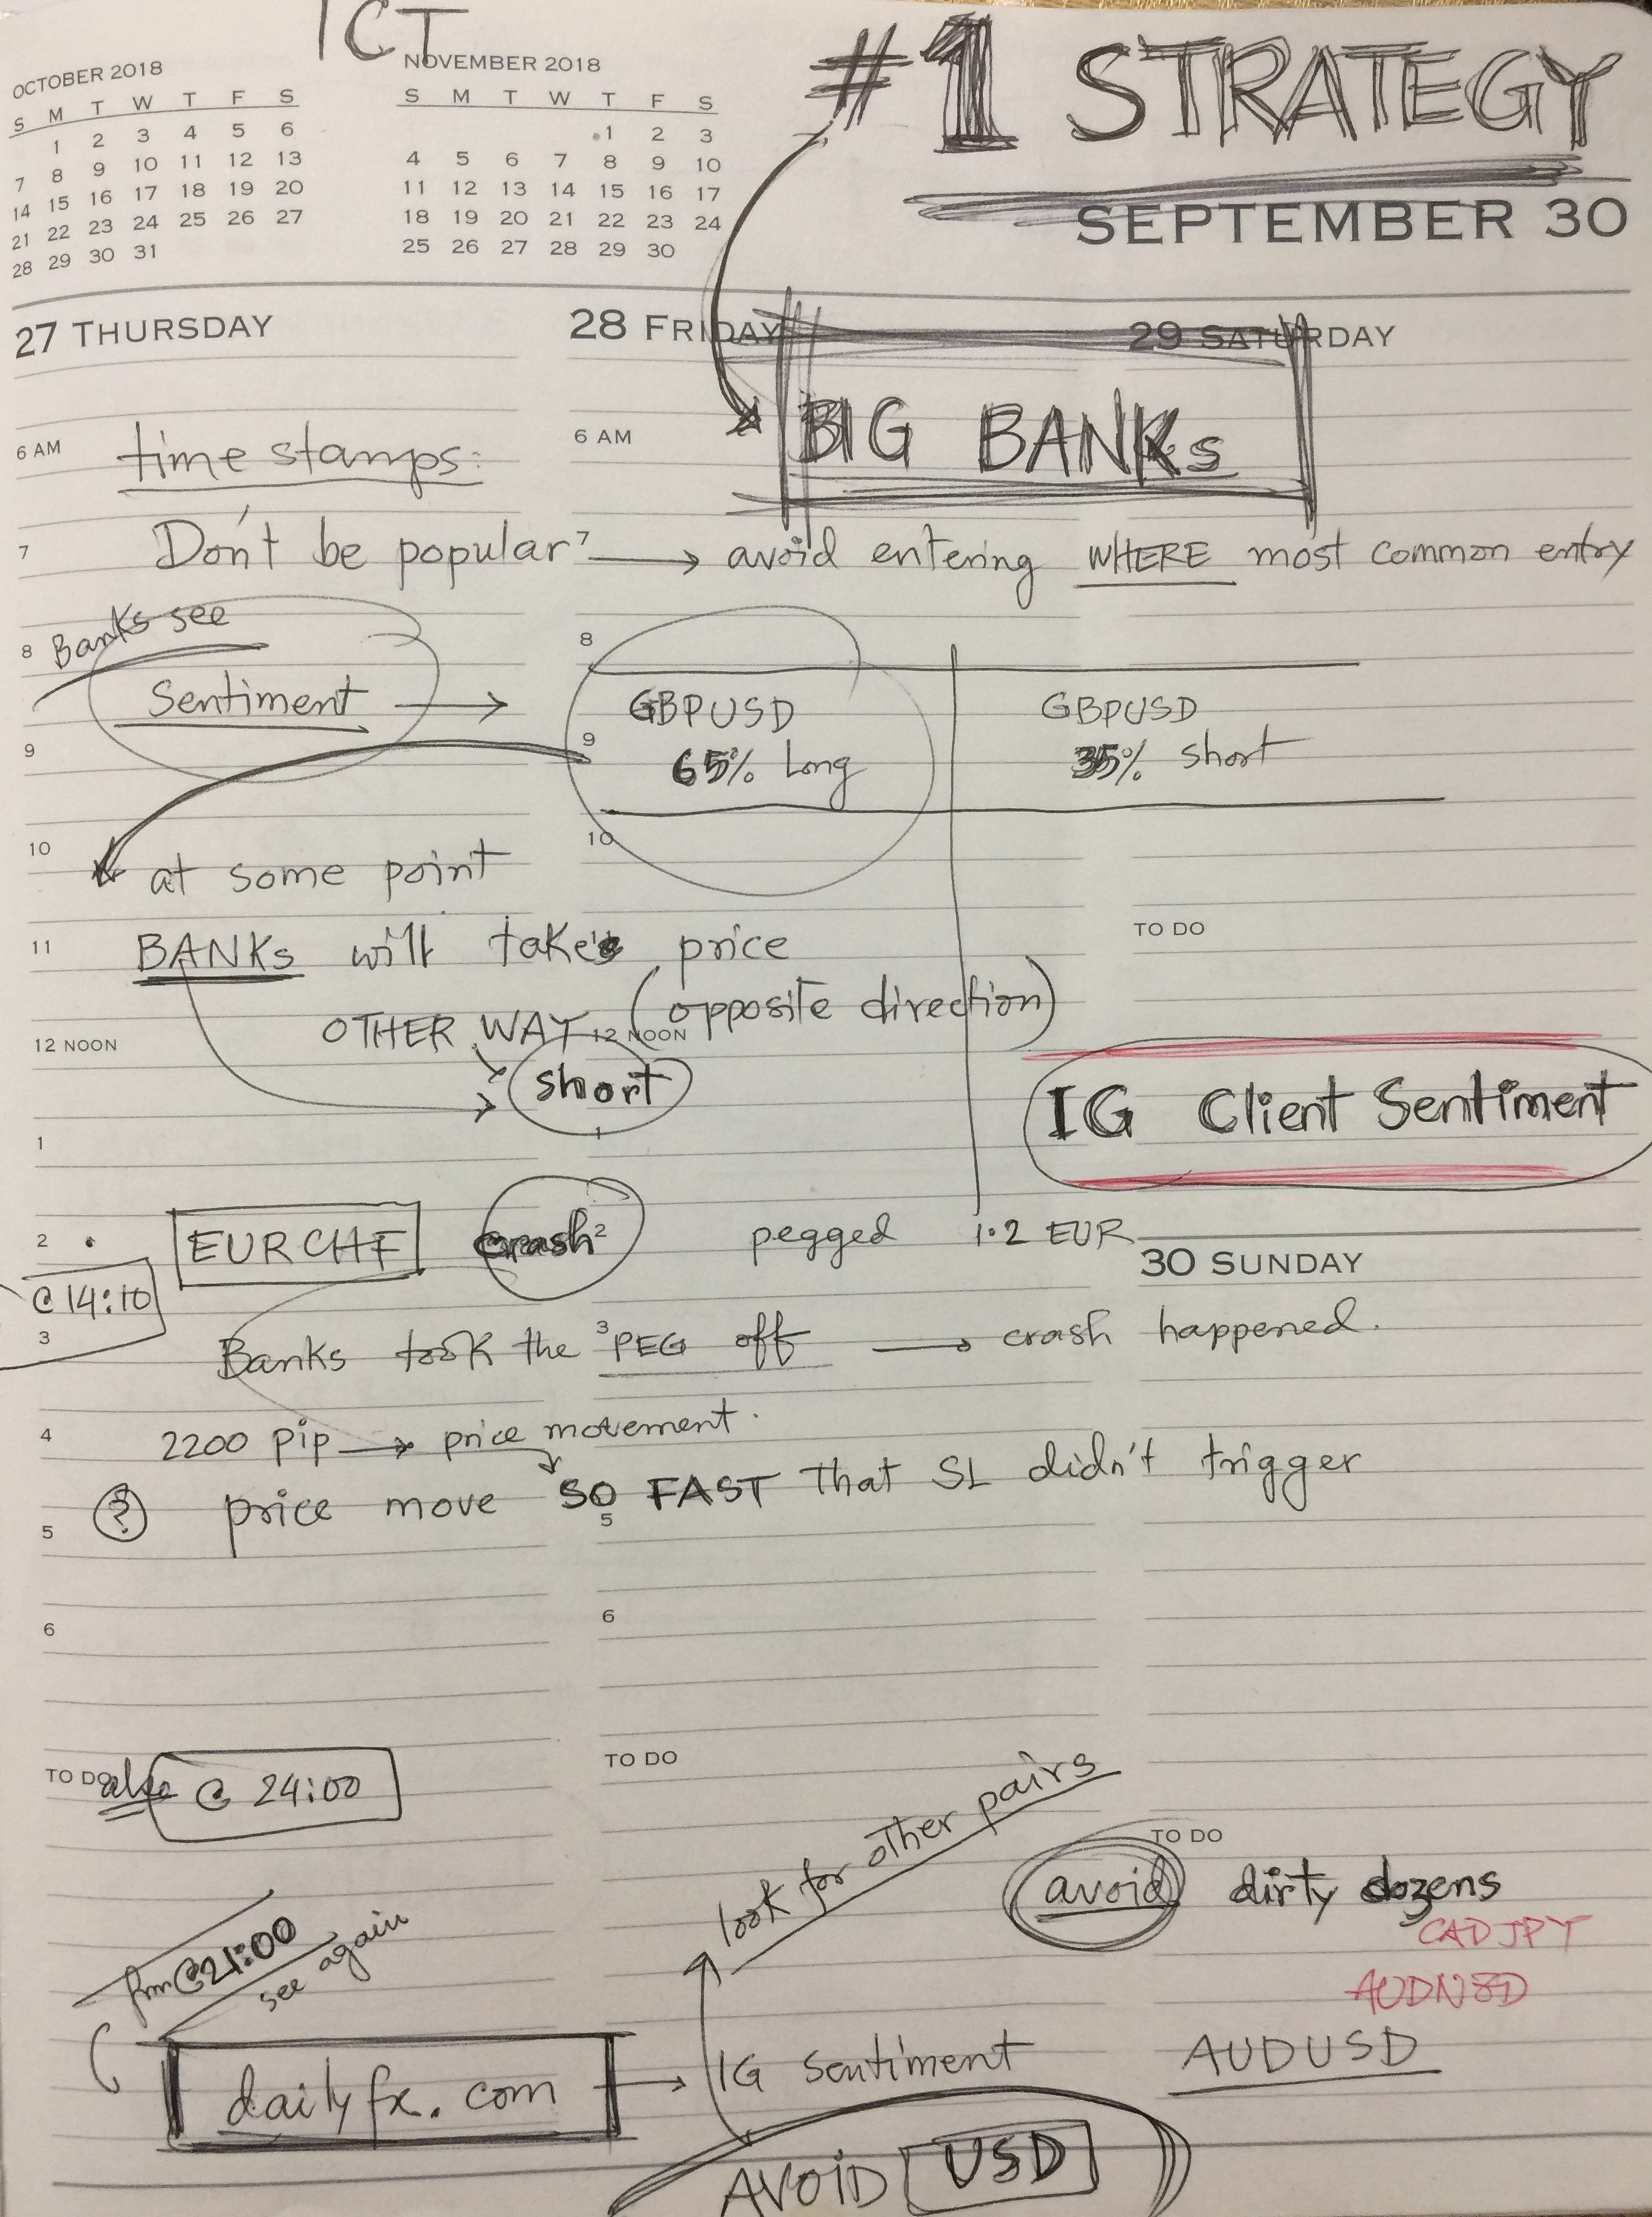 ICT
#1 STRATEGY
OCTOBER 2018
S M T W T F S
1 2 3 4 5 6
7 8 9 10 11 12 13
14 15 16 17 18 19 20
21 22 23 24 25 26 27
28 29 30 31
NOVEMBER 2018
S M T W T F S
1 2 3
4 5 6 7 8 9 10
11 12 13 14 15 16 17
18 19 20 21 22 23 24
25 26 27 28 29 30
SEPTEMBER 30
27 THURSDAY
28 FRIDAY
29 SATURDAY
BIG BANKs
6 AM
time stamps:
6 AM
7
Don't be popular 7 → avoid entering WHERE most common entry
Banks see
8
8
Sentiment → GBPUSD GBPUSD
9
9
65% Long 35% short
10
10
at some point
TO DO
11
BANKs will take price
OTHER WAY (opposite direction)
12 NOON
12 NOON
short
IG Client Sentiment
1
1
2
EURCHF crash 2 pegged 1.2 EUR
30 SUNDAY
@ 14:10
3
Banks took the 3 PEG off → crash happened.
4
2200 pip → price movement.
? price move SO FAST that SL didn't trigger
5
5
6
6
TO DO
also @ 24:00
TO DO
look for other pairs
TO DO
avoid dirty dozens
CADJPY
@21:00
see again
AUDNZD
dailyfx.com → IG sentiment AUDUSD
AVOID USD